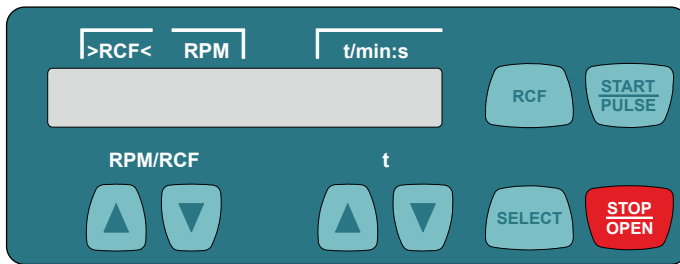 >RCF< RPM t/min:s
RCF
START
PULSE
RPM/RCF t
SELECT
STOP
OPEN